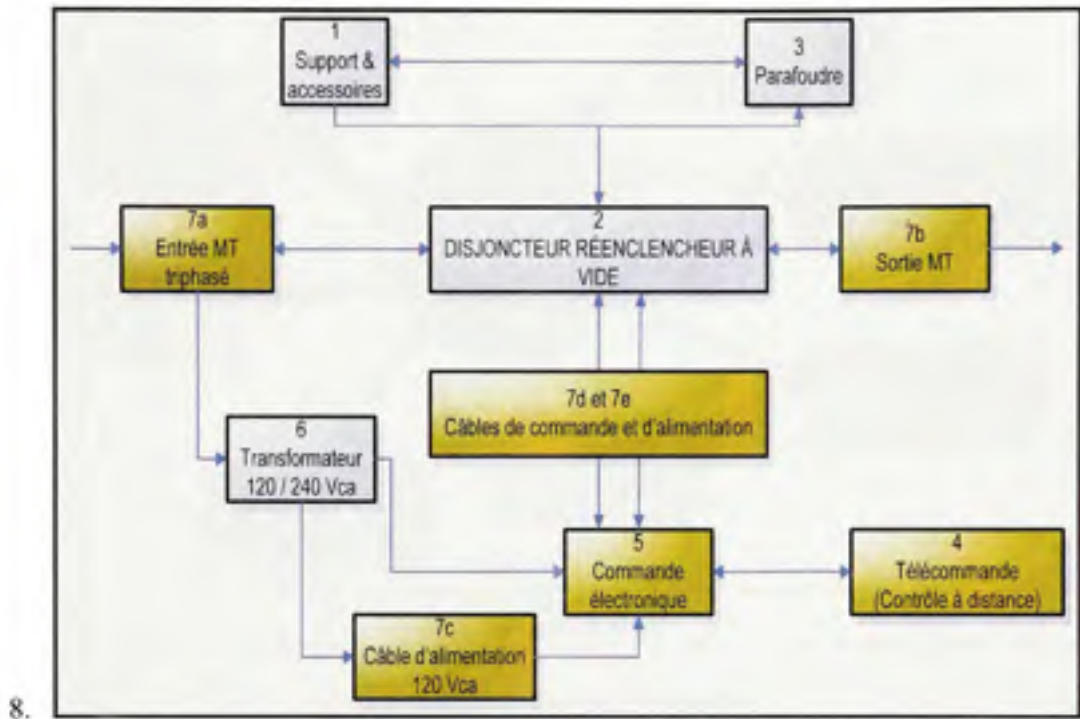 1
Support &
accessoires
3
Parafoudre
7a
Entrée MT
triphasé
2
DISJONCTEUR RÉENCLENCHEUR À
VIDE
7b
Sortie MT
7d et 7e
Câbles de commande et d'alimentation
6
Transformateur
120 / 240 Vca
5
Commande
électronique
4
Télécommande
(Contrôle à distance)
7c
Câble d'alimentation
120 Vca
8.